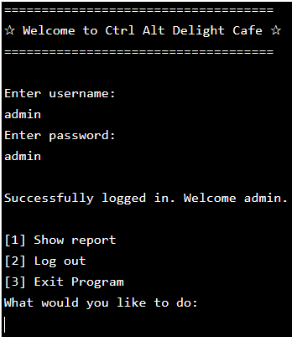 ====================================
☆ Welcome to Ctrl Alt Delight Cafe ☆
====================================
Enter username:
admin
Enter password:
admin
Successfully logged in. Welcome admin.
[1] Show report
[2] Log out
[3] Exit Program
What would you like to do: